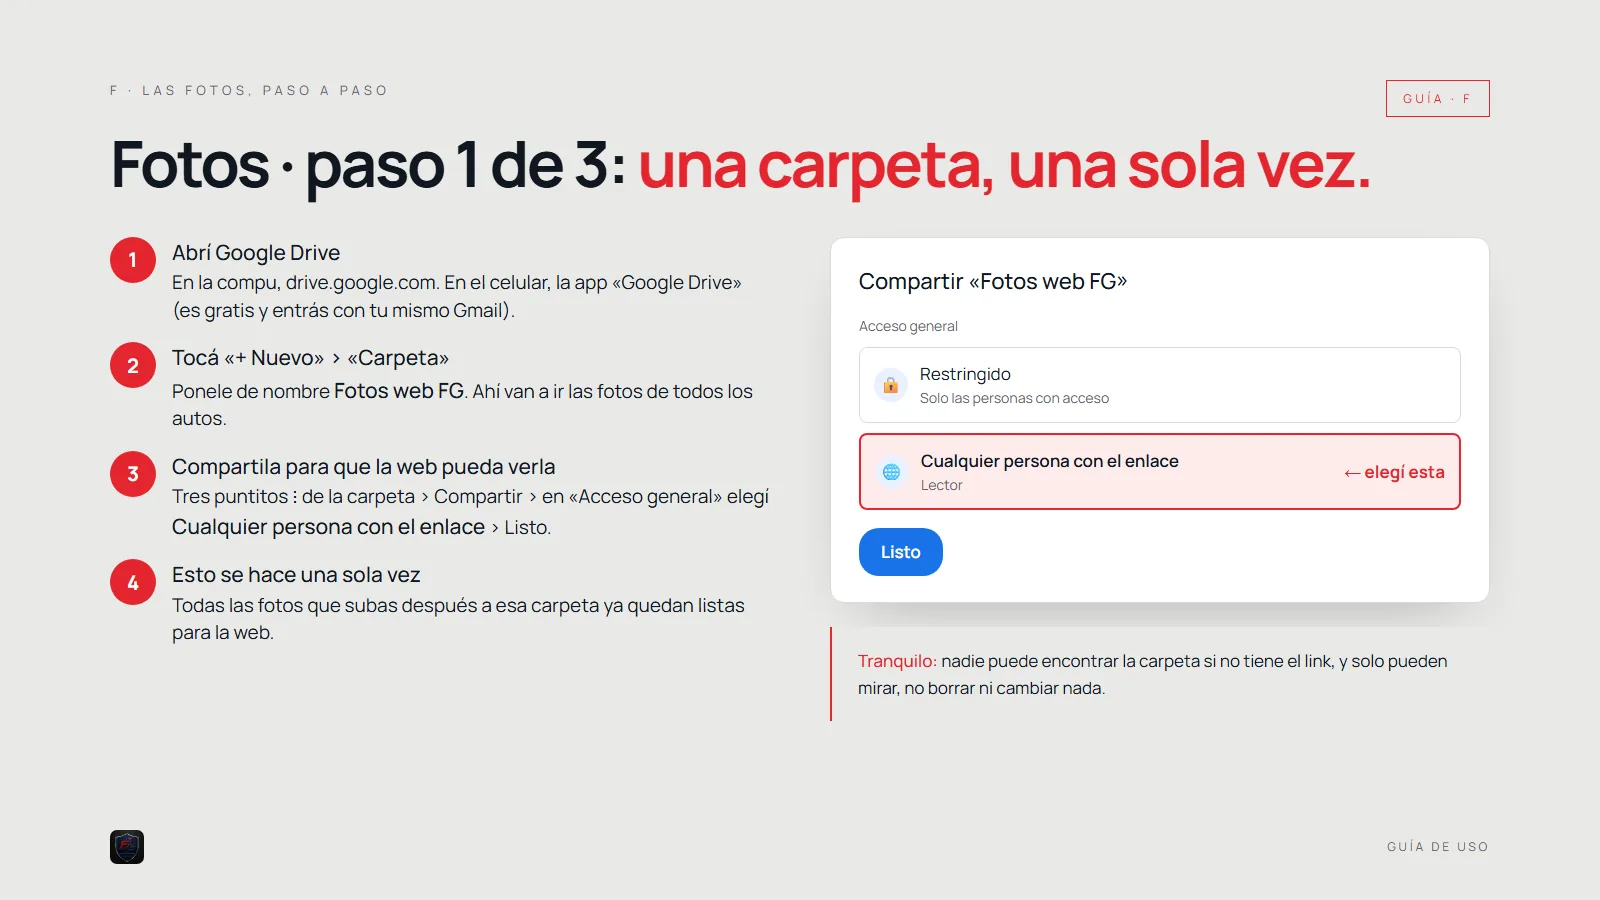 F · LAS FOTOS, PASO A PASO
GUÍA · F
Fotos · paso 1 de 3: una carpeta, una sola vez.
1
Abrí Google Drive
En la compu, drive.google.com. En el celular, la app «Google Drive»
(es gratis y entrás con tu mismo Gmail).
2
Tocá «+ Nuevo» › «Carpeta»
Ponele de nombre Fotos web FG. Ahí van a ir las fotos de todos los
autos.
3
Compartila para que la web pueda verla
Tres puntitos ⋮ de la carpeta › Compartir › en «Acceso general» elegí
Cualquier persona con el enlace › Listo.
4
Esto se hace una sola vez
Todas las fotos que subas después a esa carpeta ya quedan listas
para la web.
Compartir «Fotos web FG»
Acceso general
Restringido
Solo las personas con acceso
Cualquier persona con el enlace
Lector
← elegí esta
Listo
Tranquilo: nadie puede encontrar la carpeta si no tiene el link, y solo pueden
mirar, no borrar ni cambiar nada.
GUÍA DE USO